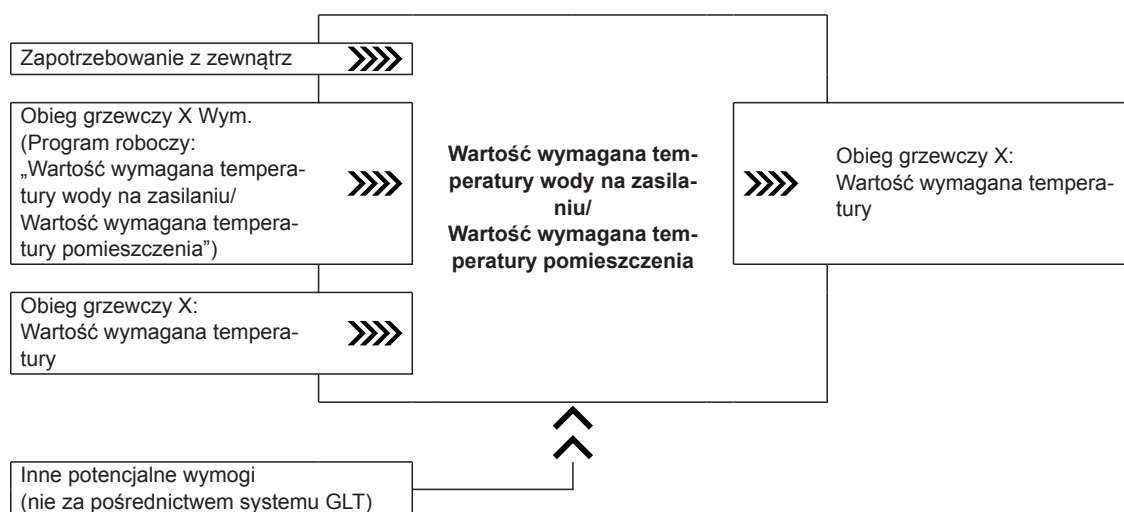 Zapotrzebowanie z zewnątrz
Obieg grzewczy X Wym.
(Program roboczy:
„Wartość wymagana tempera-
tury wody na zasilaniu/
Wartość wymagana tempera-
tury pomieszczenia”)
Obieg grzewczy X:
Wartość wymagana tempera-
tury
Wartość wymagana tem-
peratury wody na zasila-
niu/
Wartość wymagana tem-
peratury pomieszczenia
Obieg grzewczy X:
Wartość wymagana tempera-
tury
Inne potencjalne wymogi
(nie za pośrednictwem systemu GLT)